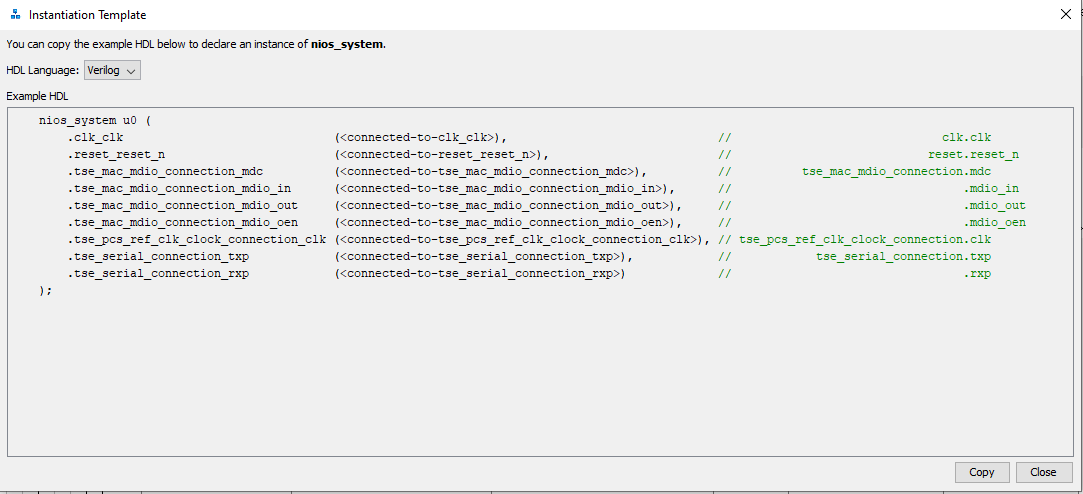 Instantiation Template
You can copy the example HDL below to declare an instance of nios_system.
HDL Language: Verilog
Example HDL
nios_system u0 (
.clk_clk (<connected-to-clk_clk>), // clk.clk
.reset_reset_n (<connected-to-reset_reset_n>), // reset.reset_n
.tse_mac_mdio_connection_mdc (<connected-to-tse_mac_mdio_connection_mdc>), // tse_mac_mdio_connection.mdc
.tse_mac_mdio_connection_mdio_in (<connected-to-tse_mac_mdio_connection_mdio_in>), // .mdio_in
.tse_mac_mdio_connection_mdio_out (<connected-to-tse_mac_mdio_connection_mdio_out>), // .mdio_out
.tse_mac_mdio_connection_mdio_oen (<connected-to-tse_mac_mdio_connection_mdio_oen>), // .mdio_oen
.tse_pcs_ref_clk_clock_connection_clk (<connected-to-tse_pcs_ref_clk_clock_connection_clk>), // tse_pcs_ref_clk_clock_connection.clk
.tse_serial_connection_txp (<connected-to-tse_serial_connection_txp>), // tse_serial_connection.txp
.tse_serial_connection_rxp (<connected-to-tse_serial_connection_rxp>) // .rxp
);
Copy Close